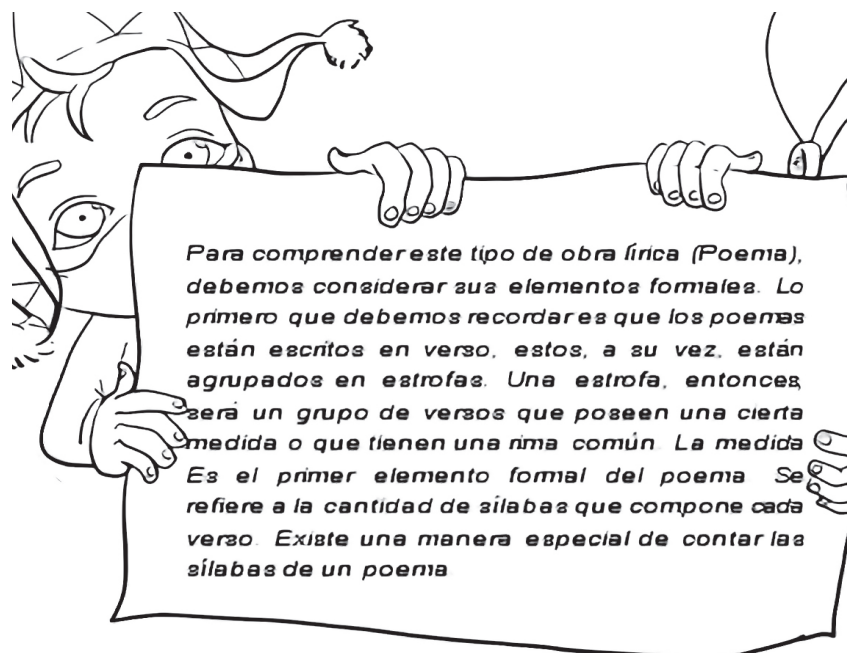 Para comprender este tipo de obra lírica (Poema),
debemos considerar sus elementos formales. Lo
primero que debemos recordar es que los poemas
están escritos en verso, estos, a su vez, están
agrupados en estrofas. Una estrofa, entonces,
será un grupo de versos que poseen una cierta
medida o que tienen una rima común. La medida
Es el primer elemento formal del poema. Se
refiere a la cantidad de sílabas que compone cada
verso. Existe una manera especial de contar las
sílabas de un poema.